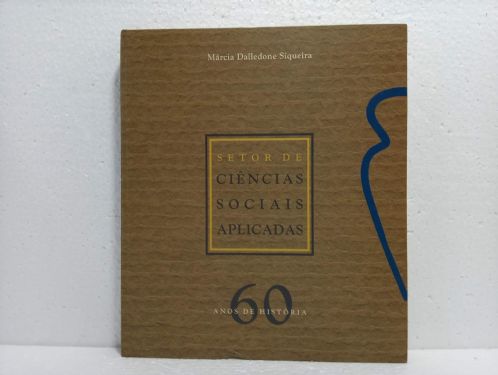 Márcia Dalledone Siqueira
SETOR DE
CIÊNCIAS
SOCIAIS
APLICADAS
60
ANOS DE HISTÓRIA